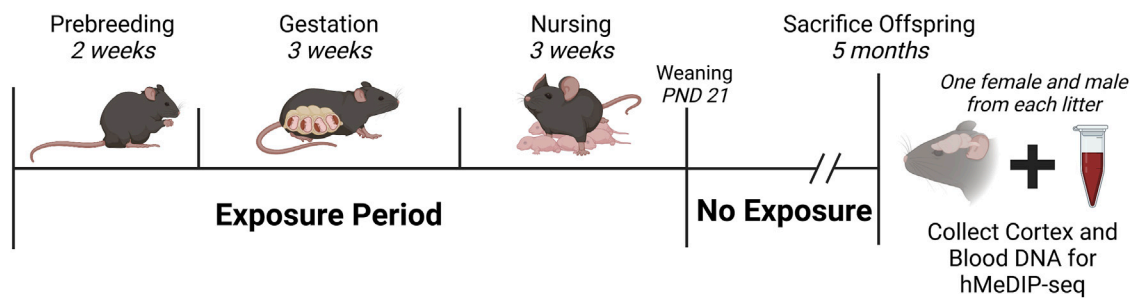 Prebreeding
2 weeks
Gestation
3 weeks
Nursing
3 weeks
Weaning
PND 21
Sacrifice Offspring
5 months
One female and male
from each litter
Exposure Period
No Exposure
Collect Cortex and
Blood DNA for
hMeDIP-seq